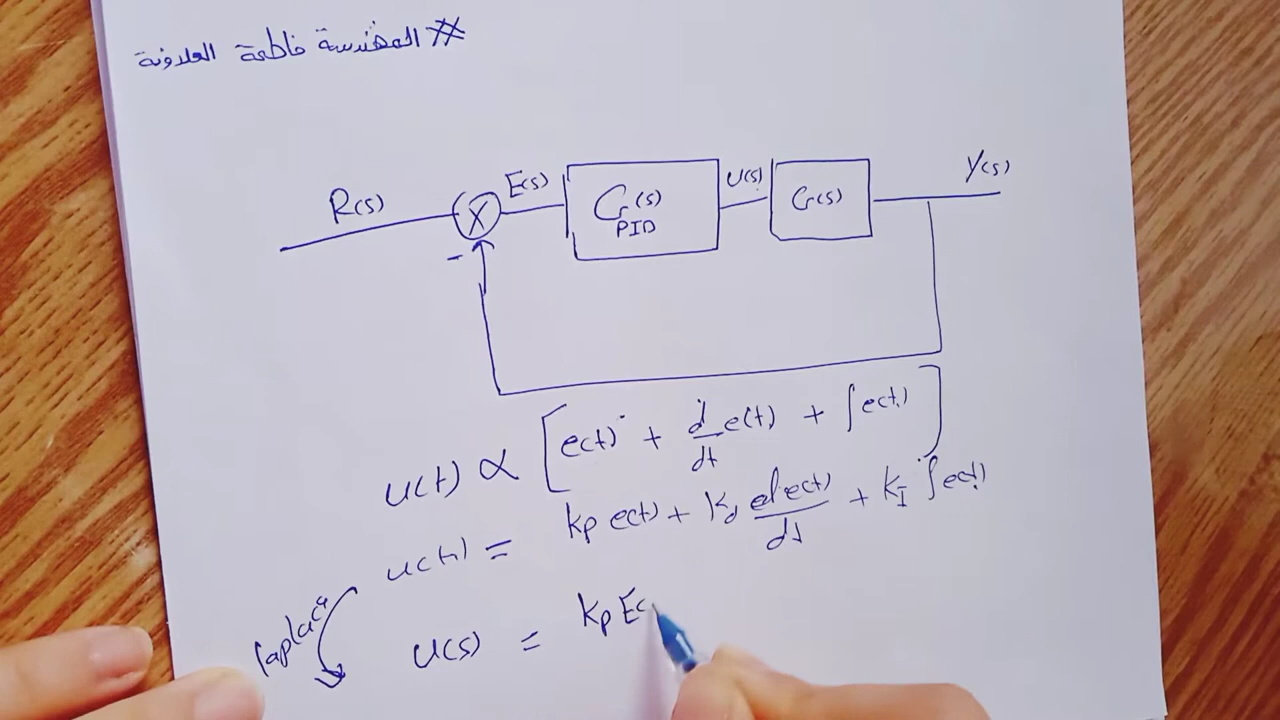 # المهندسة فاطمة العلاونة
R(s) E(s) G(s) U(s) G(s) Y(s)
PID
-
u(t) ∝ [e(t) + d/dt e(t) + ∫e(t)]
u(t) = kp e(t) + kd de(t)/dt + kI ∫e(t)
laplace
U(s) = kp E(